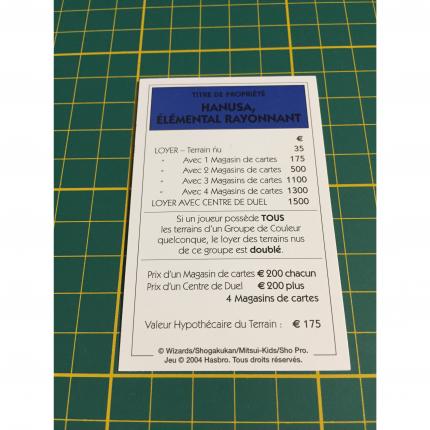 TITRE DE PROPRIÉTÉ
HANUSA,
ÉLÉMENTAL RAYONNANT
€
LOYER – Terrain nu 35
" Avec 1 Magasin de cartes 175
" Avec 2 Magasins de cartes 500
" Avec 3 Magasins de cartes 1100
" Avec 4 Magasins de cartes 1300
LOYER AVEC CENTRE DE DUEL 1500
Si un joueur possède TOUS
les terrains d'un Groupe de Couleur
quelconque, le loyer des terrains nus
de ce groupe est doublé.
Prix d'un Magasin de cartes € 200 chacun
Prix d'un Centre de Duel € 200 plus
4 Magasins de cartes
Valeur Hypothécaire du Terrain : € 175
© Wizards/Shogakukan/Mitsui-Kids/Sho Pro.
Jeu © 2004 Hasbro. Tous droits réservés.